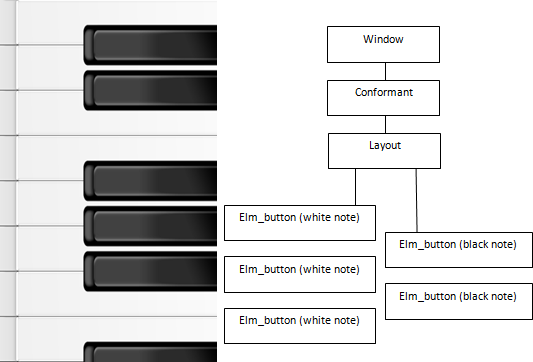 Window
Conformant
Layout
Elm_button (white note)
Elm_button (black note)
Elm_button (white note)
Elm_button (black note)
Elm_button (white note)